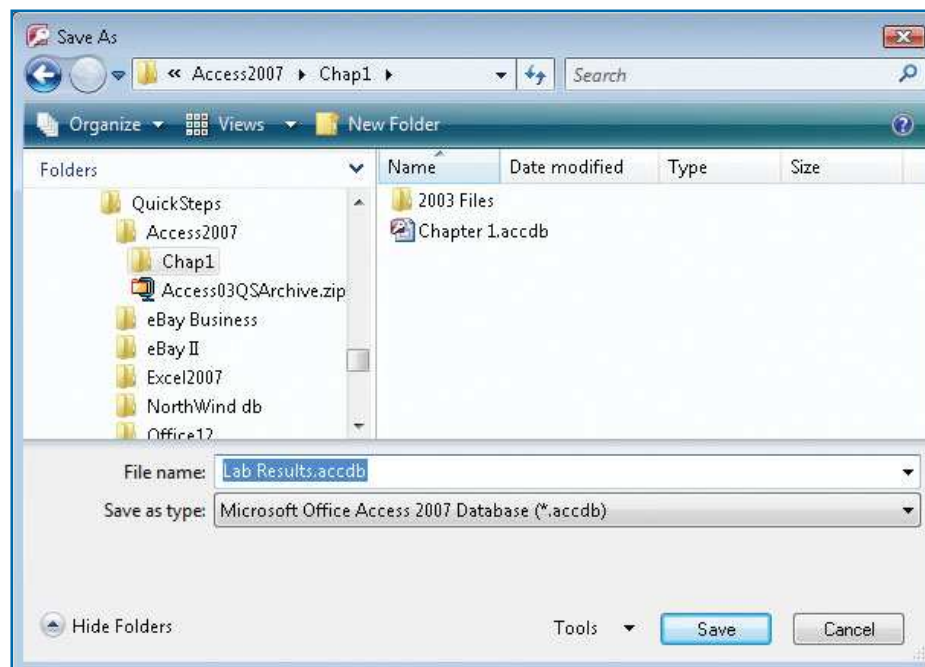 Save As
« Access2007 ▸ Chap1 ▸ Search
Organize Views New Folder
Folders
Name Date modified Type Size
QuickSteps
Access2007
Chap1
Access03QSArchive.zip
eBay Business
eBay II
Excel2007
NorthWind db
Office12
2003 Files
Chapter 1.accdb
File name: Lab Results.accdb
Save as type: Microsoft Office Access 2007 Database (*.accdb)
Hide Folders Tools Save Cancel